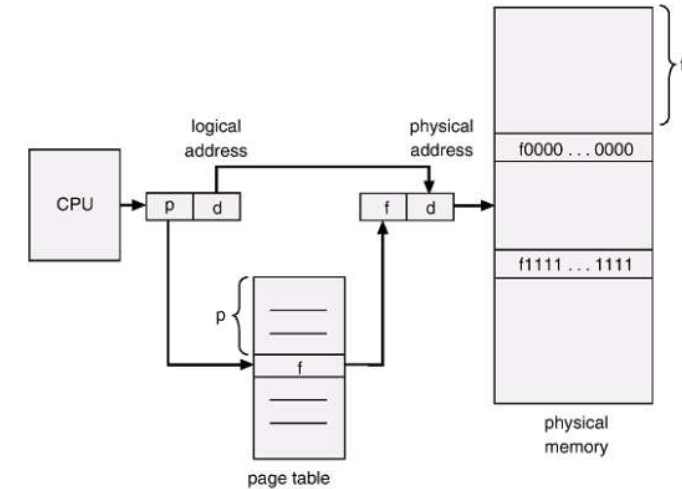 logical
address
physical
address
CPU
p
d
f
d
f0000 . . . 0000
f1111 . . . 1111
p
f
page table
physical
memory